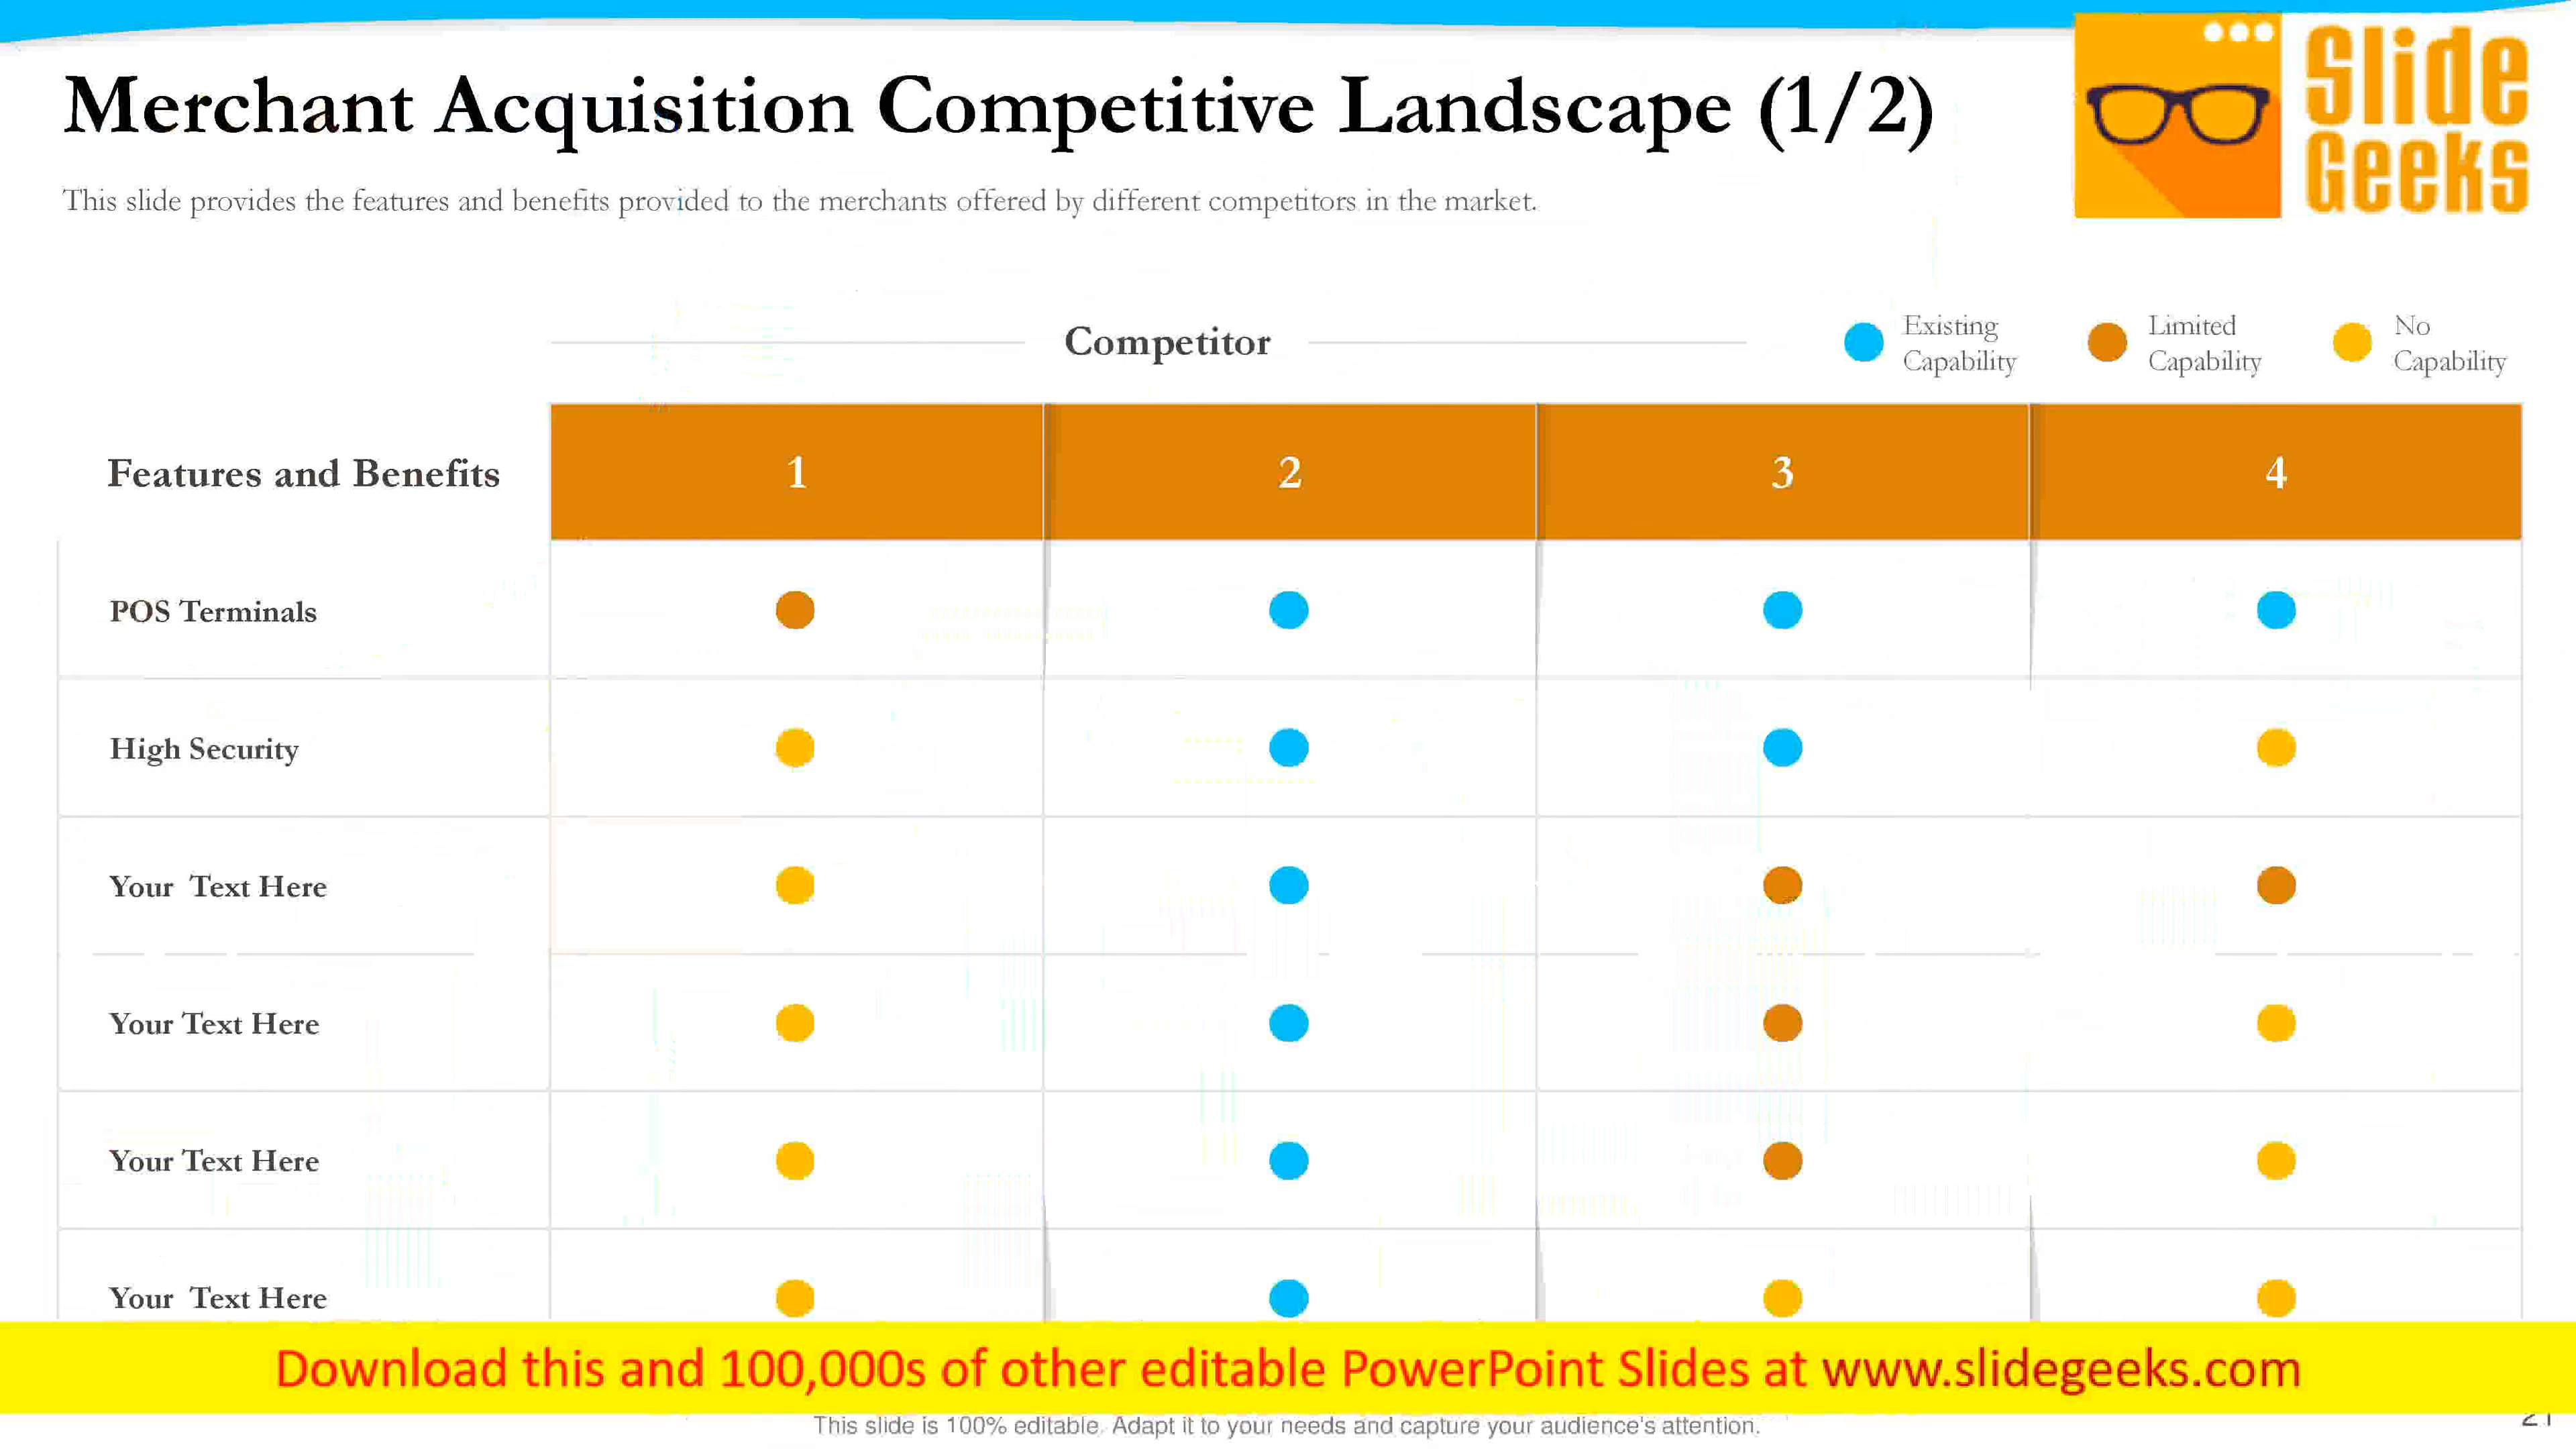 Merchant Acquisition Competitive Landscape (1/2)
Slide
Geeks
This slide provides the features and benefits provided to the merchants offered by different competitors in the market.
Competitor
Existing
Capability
Limited
Capability
No
Capability
Features and Benefits 1 2 3 4
POS Terminals
High Security
Your Text Here
Your Text Here
Your Text Here
Your Text Here
Download this and 100,000s of other editable PowerPoint Slides at www.slidegeeks.com
This slide is 100% editable. Adapt it to your needs and capture your audience's attention.
21